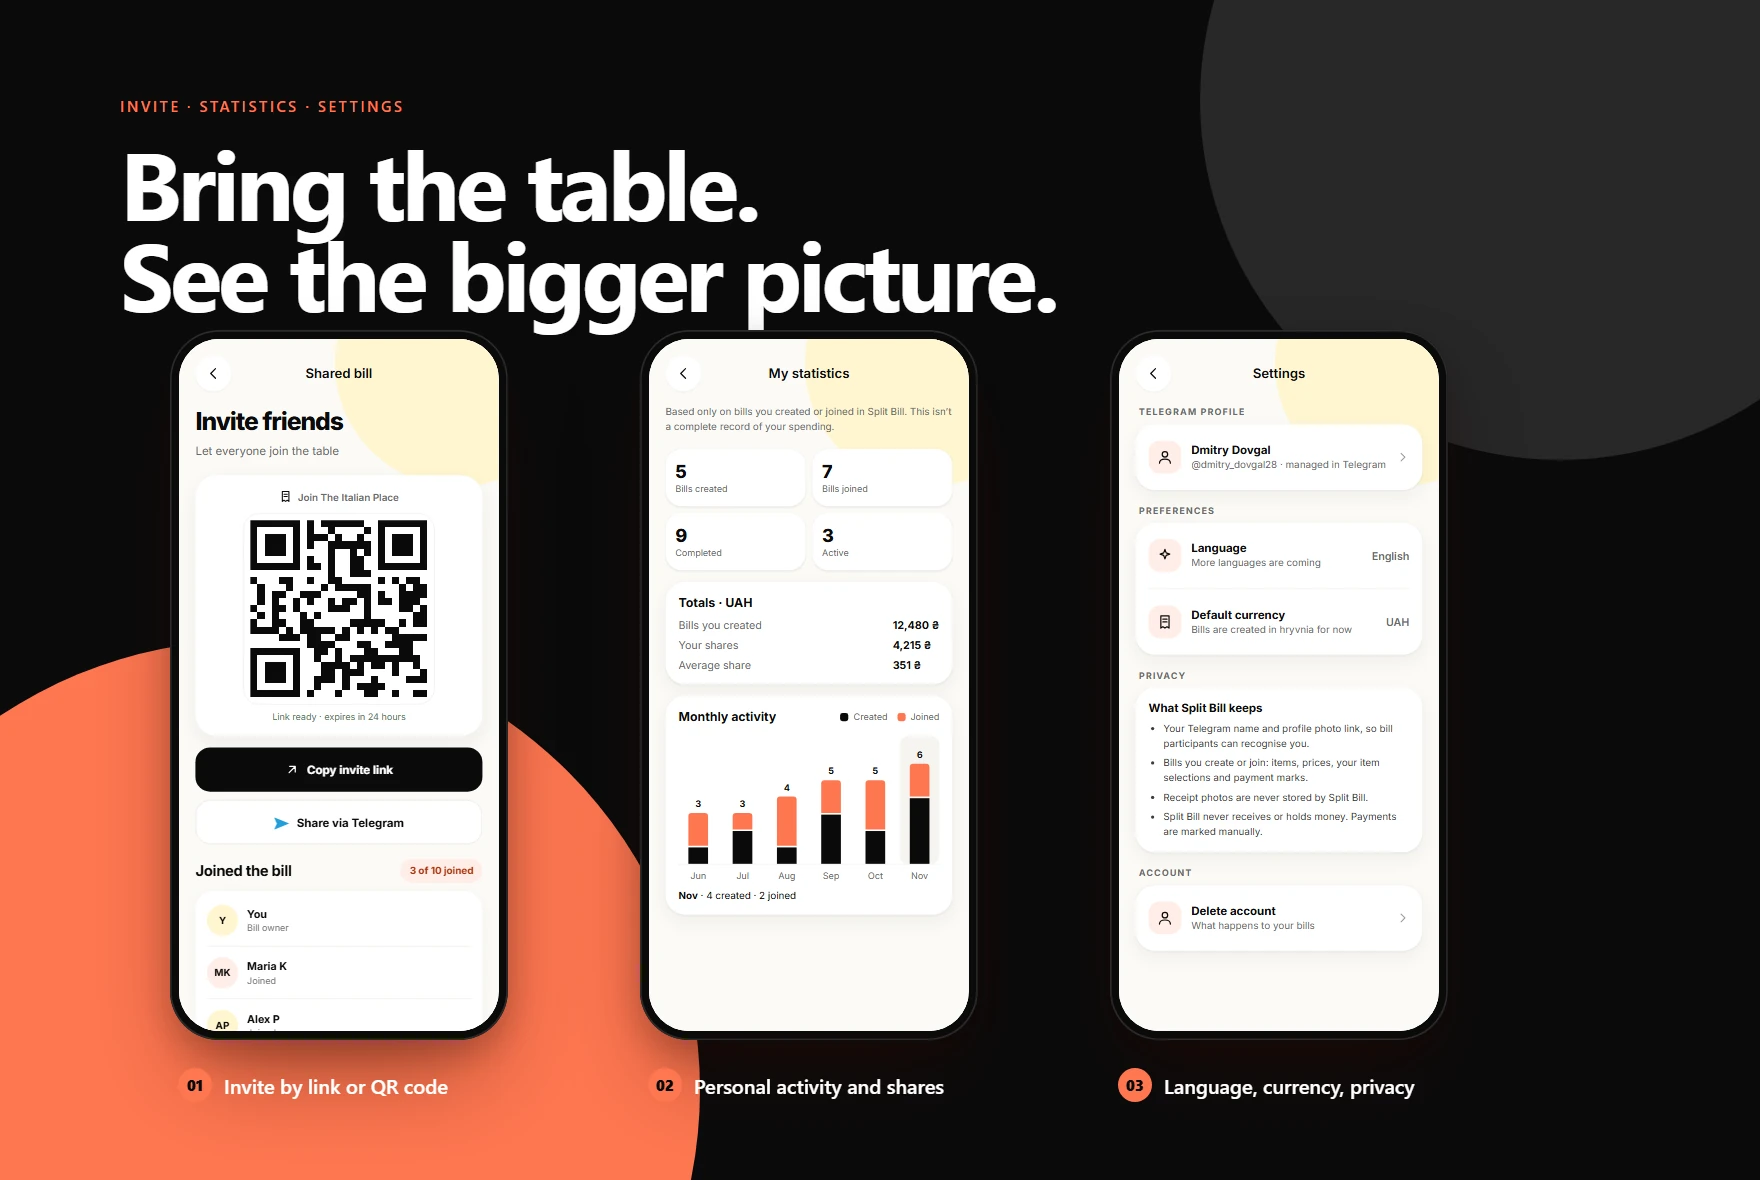 INVITE · STATISTICS · SETTINGS
Bring the table.
See the bigger picture.
Shared bill
Invite friends
Let everyone join the table
Join The Italian Place
Link ready · expires in 24 hours
Copy invite link
Share via Telegram
Joined the bill
3 of 10 joined
Y
You
Bill owner
MK
Maria K
Joined
AP
Alex P
01 Invite by link or QR code
My statistics
Based only on bills you created or joined in Split Bill. This isn't
a complete record of your spending.
5
Bills created
7
Bills joined
9
Completed
3
Active
Totals · UAH
Bills you created 12,480 ₴
Your shares 4,215 ₴
Average share 351 ₴
Monthly activity
Created Joined
3 3 4 5 5 6
Jun Jul Aug Sep Oct Nov
Nov · 4 created · 2 joined
02 Personal activity and shares
Settings
TELEGRAM PROFILE
Dmitry Dovgal
@dmitry_dovgal28 · managed in Telegram
PREFERENCES
Language
More languages are coming
English
Default currency
Bills are created in hryvnia for now
UAH
PRIVACY
What Split Bill keeps
• Your Telegram name and profile photo link, so bill
participants can recognise you.
• Bills you create or join: items, prices, your item
selections and payment marks.
• Receipt photos are never stored by Split Bill.
• Split Bill never receives or holds money. Payments
are marked manually.
ACCOUNT
Delete account
What happens to your bills
03 Language, currency, privacy